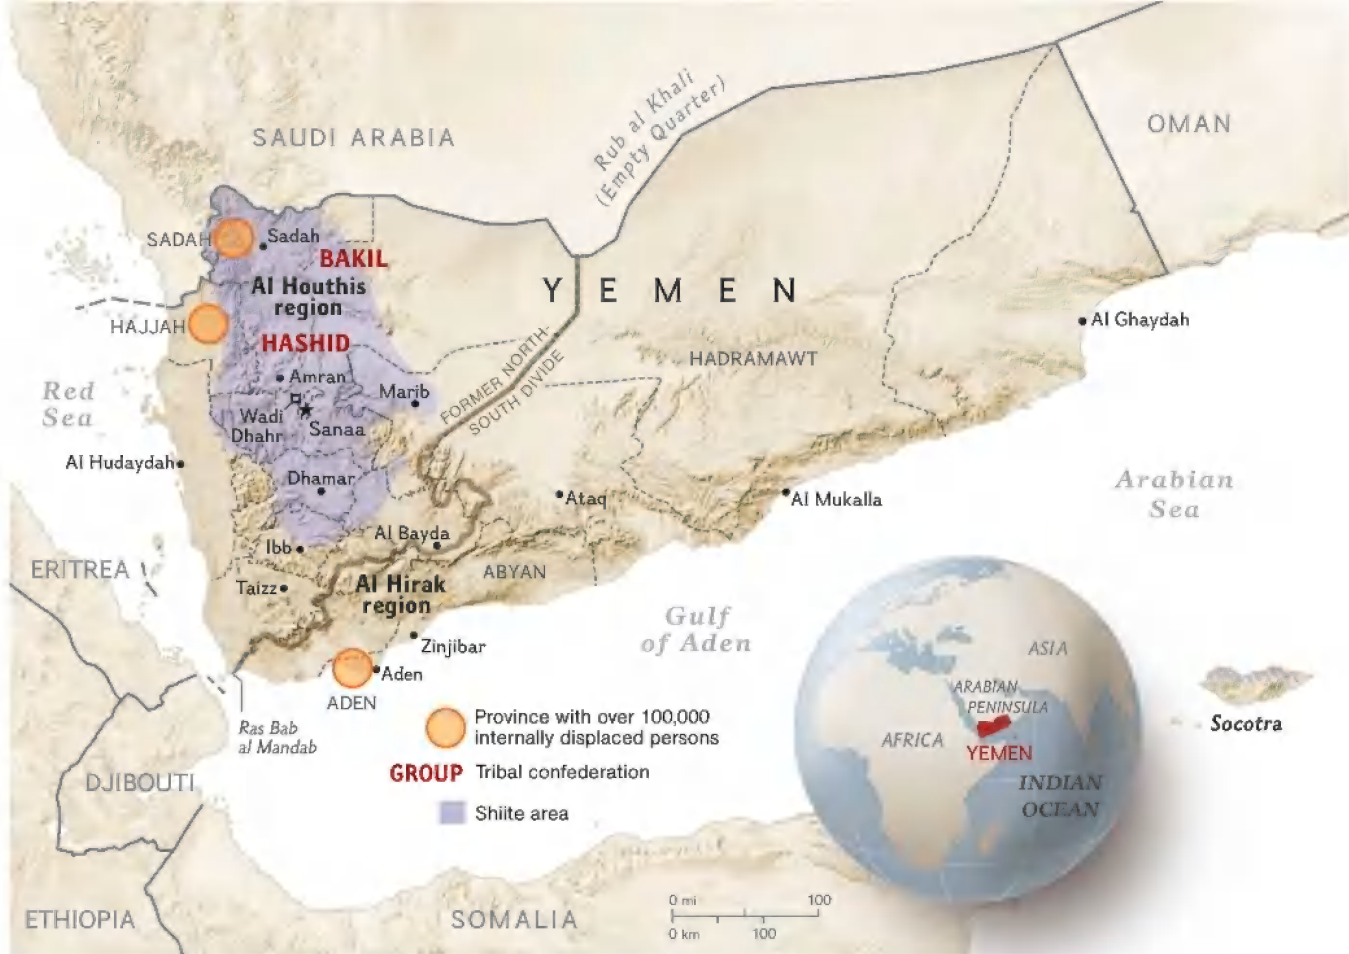 SAUDI ARABIA
Rub al Khali
(Empty Quarter)
OMAN
SADAH
Sadah
BAKIL
Al Houthis
region
YEMEN
HAJJAH
HASHID
Al Ghaydah
FORMER NORTH-
SOUTH DIVIDE
HADRAMAWT
Amran
Marib
Red
Sea
Wadi
Dhahr
Sanaa
Al Hudaydah
Dhamar
Ataq
Al Mukalla
Arabian
Sea
Ibb
Al Bayda
ERITREA
Taizz
Al Hirak
region
ABYAN
Gulf
of Aden
Zinjibar
Aden
ADEN
Ras Bab
al Mandab
Province with over 100,000
internally displaced persons
GROUP Tribal confederation
Shiite area
DJIBOUTI
ETHIOPIA
SOMALIA
0 mi 100
0 km 100
ASIA
ARABIAN
PENINSULA
AFRICA
YEMEN
INDIAN
OCEAN
Socotra